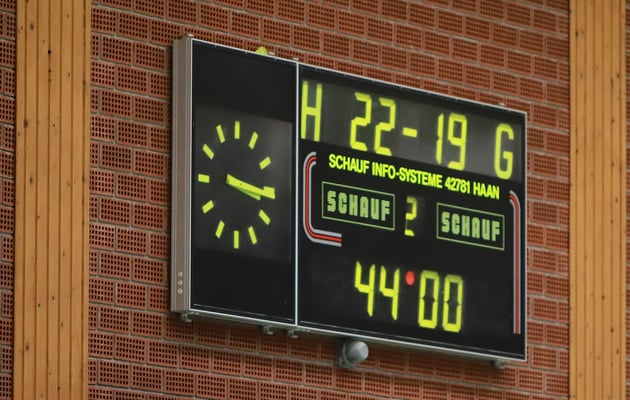 H 22-19 G
SCHAUF INFO-SYSTEME 42781 HAAN
SCHAUF 2 SCHAUF
44:00